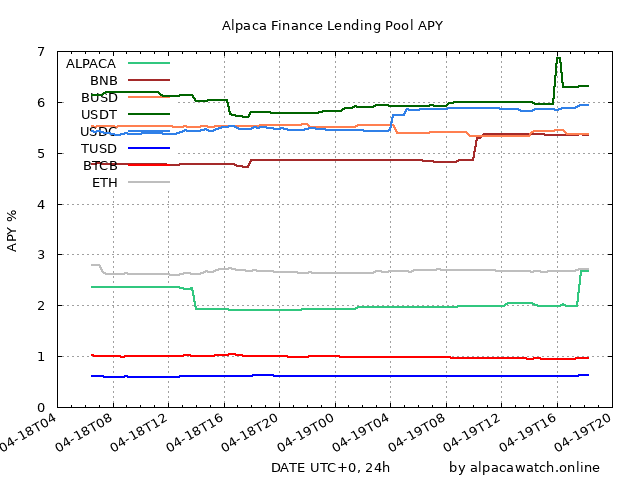 Alpaca Finance Lending Pool APY
7
6
5
4
3
2
1
0
APY %
ALPACA
BNB
BUSD
USDT
USDC
TUSD
BTCB
ETH
04-18T04
04-18T08
04-18T12
04-18T16
04-18T20
04-19T00
04-19T04
04-19T08
04-19T12
04-19T16
04-19T20
DATE UTC+0, 24h
by alpacawatch.online